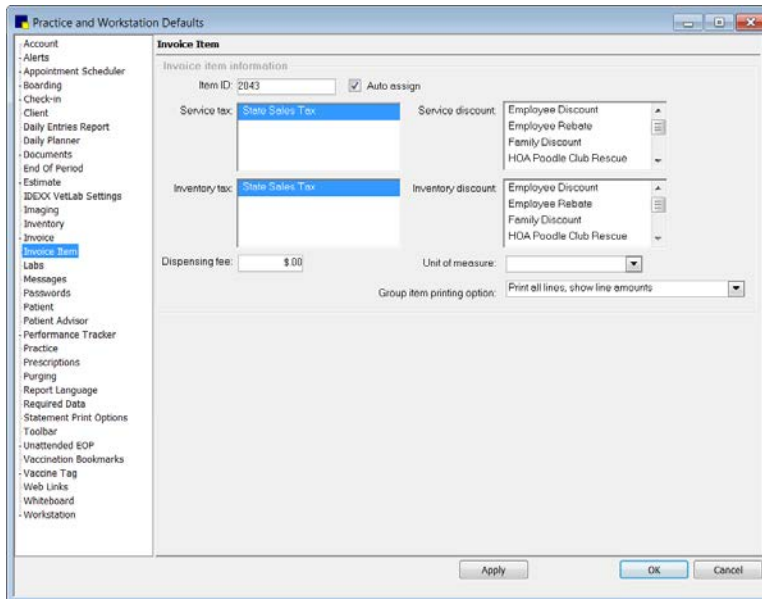 Practice and Workstation Defaults
Account
Alerts
Appointment Scheduler
Boarding
Check-in
Client
Daily Entries Report
Daily Planner
Documents
End Of Period
Estimate
IDEXX VetLab Settings
Imaging
Inventory
Invoice
Invoice Item
Labs
Messages
Passwords
Patient
Patient Advisor
Performance Tracker
Practice
Prescriptions
Purging
Report Language
Required Data
Statement Print Options
Toolbar
Unattended EOP
Vaccination Bookmarks
Vaccine Tag
Web Links
Whiteboard
Workstation
Invoice Item
Invoice item information
Item ID: 2043 Auto assign
Service tax: State Sales Tax
Service discount: Employee Discount
Employee Rebate
Family Discount
HOA Poodle Club Rescue
Inventory tax: State Sales Tax
Inventory discount: Employee Discount
Employee Rebate
Family Discount
HOA Poodle Club Rescue
Dispensing fee: $.00 Unit of measure:
Group item printing option: Print all lines, show line amounts
Apply OK Cancel